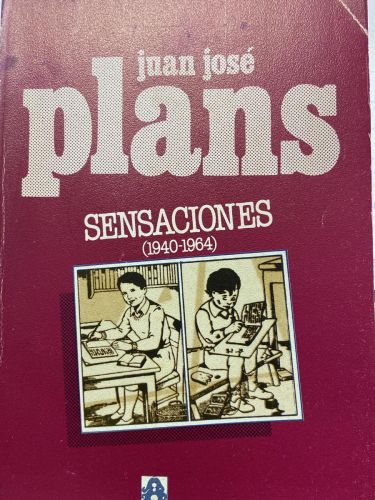 juan josé
plans
SENSACIONES
(1940-1964)